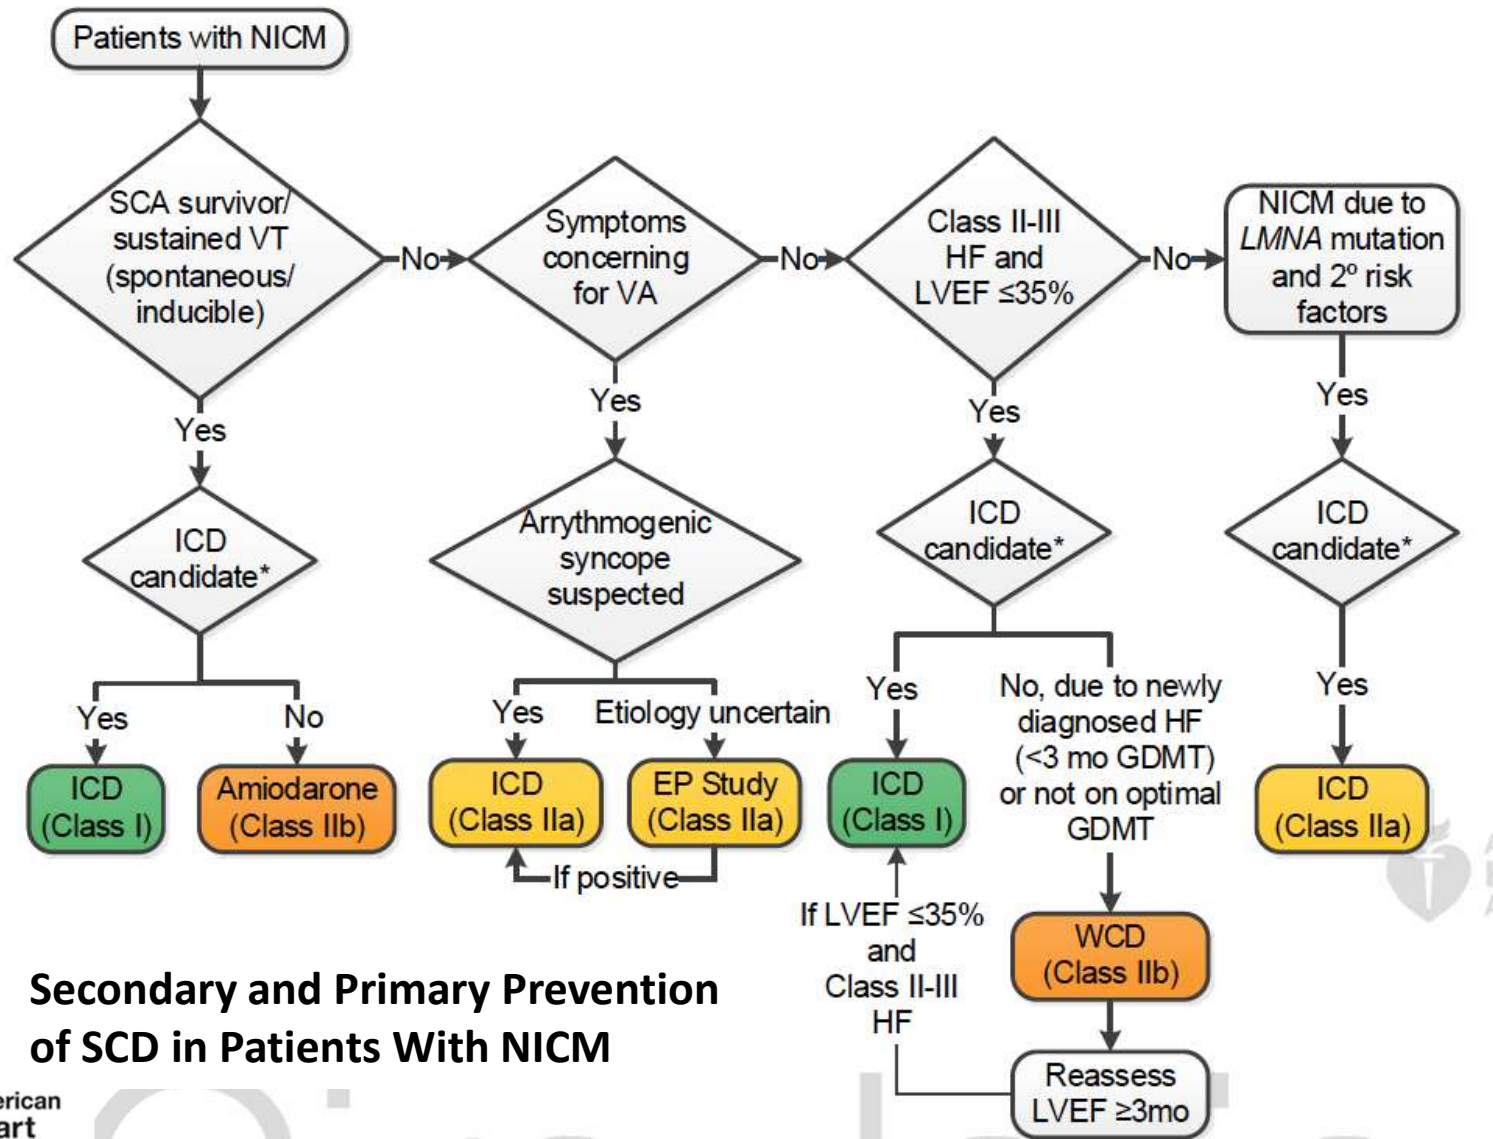 Patients with NICM
SCA survivor/
sustained VT
(spontaneous/
inducible)
No
Symptoms
concerning
for VA
No
Class II-III
HF and
LVEF ≤35%
No
NICM due to
LMNA mutation
and 2º risk
factors
Yes
Yes
Yes
Yes
ICD
candidate*
Arrythmogenic
syncope
suspected
ICD
candidate*
ICD
candidate*
Yes
No
Yes
Etiology uncertain
Yes
No, due to newly
diagnosed HF
(<3 mo GDMT)
or not on optimal
GDMT
Yes
ICD
(Class I)
Amiodarone
(Class IIb)
ICD
(Class IIa)
EP Study
(Class IIa)
If positive
ICD
(Class I)
ICD
(Class IIa)
If LVEF ≤35%
and
Class II-III
HF
WCD
(Class IIb)
Reassess
LVEF ≥3mo
Secondary and Primary Prevention
of SCD in Patients With NICM
erican
art